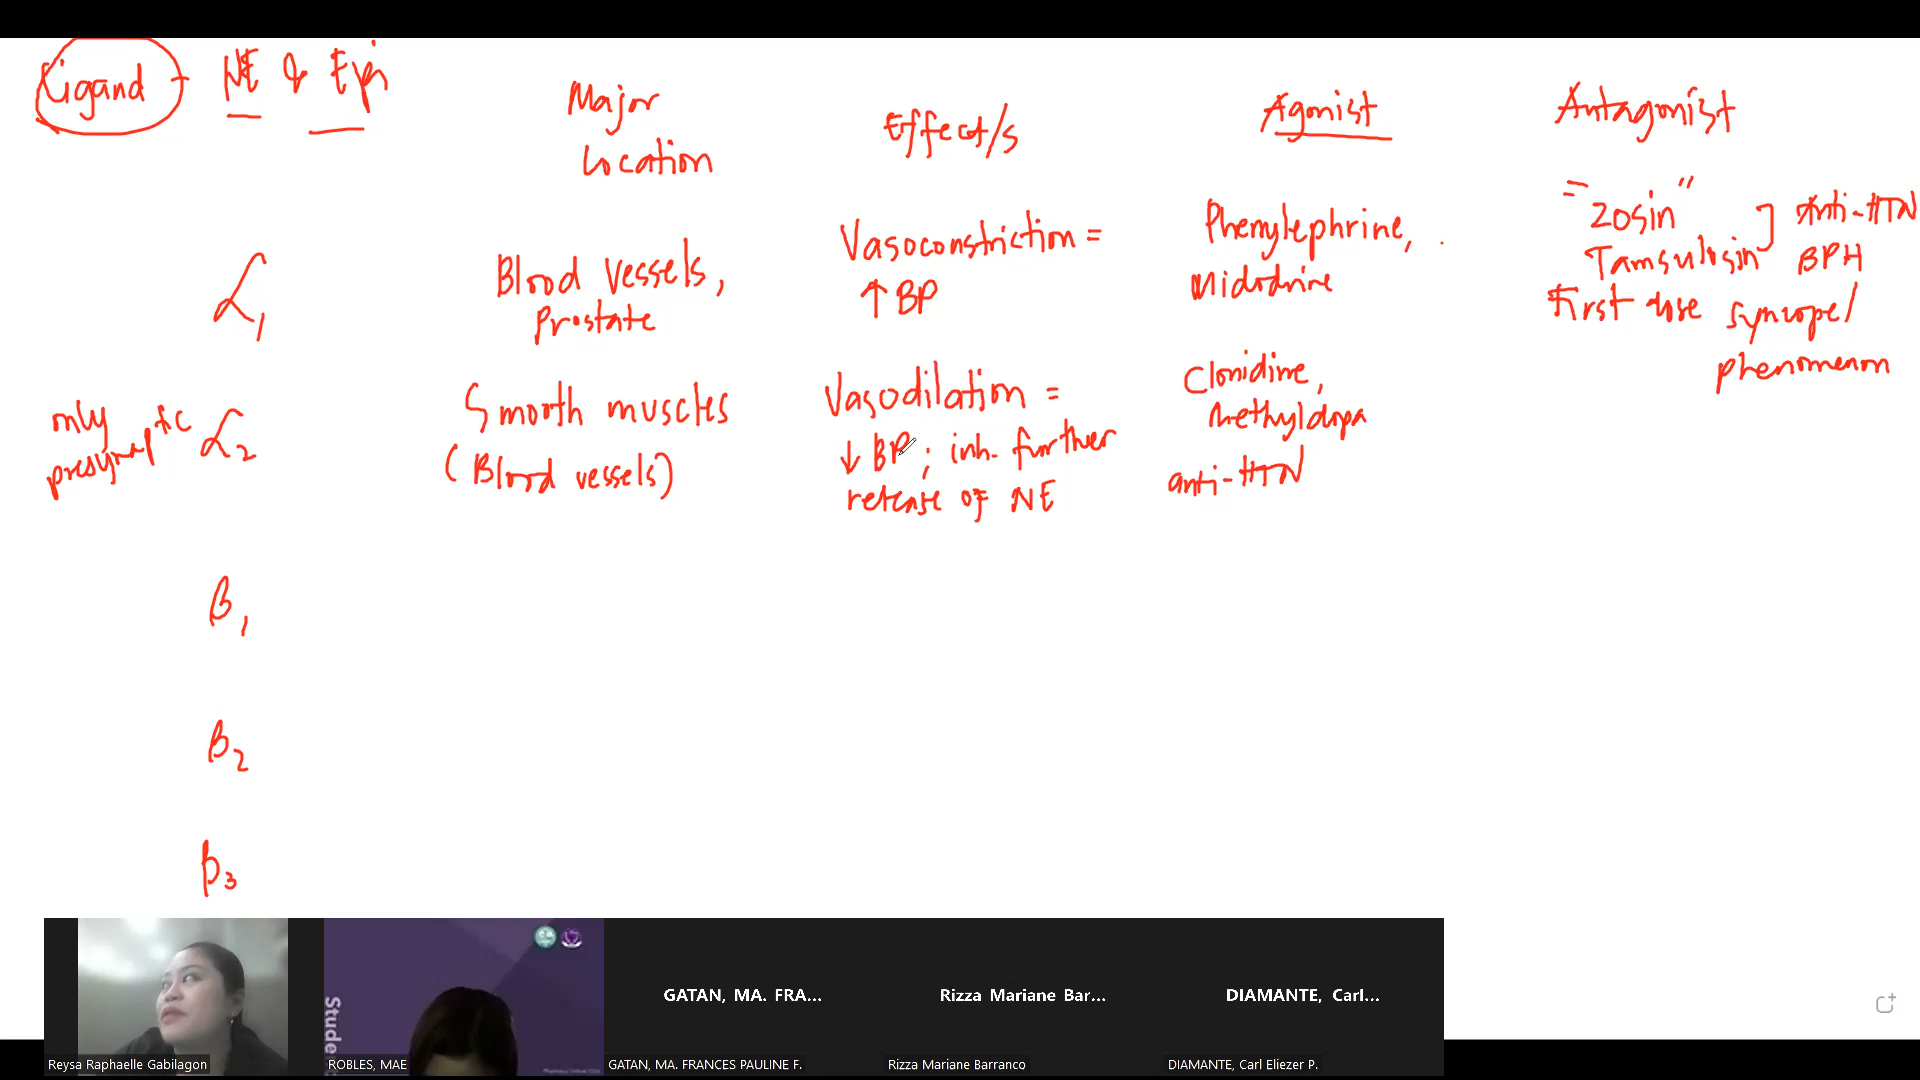 Ligand - NE & Epi
Major Location
Effect/s
Agonist
Antagonist
α1
Blood vessels, Prostate
Vasoconstriction = ↑ BP
Phenylephrine, Midodrine
"zosin"
Tamsulosin ] Anti-HTN BPH
First dose syncope/ phenomenon
only presynaptic α2
Smooth muscles (Blood vessels)
Vasodilation = ↓ BP; inh. further release of NE
Clonidine, Methyldopa
anti-HTN
β1
β2
β3
Stude
GATAN, MA. FRA...
Rizza Mariane Bar...
DIAMANTE, Carl...
Reysa Raphaelle Gabilagon
ROBLES, MAE
GATAN, MA. FRANCES PAULINE F.
Rizza Mariane Barranco
DIAMANTE, Carl Eliezer P.